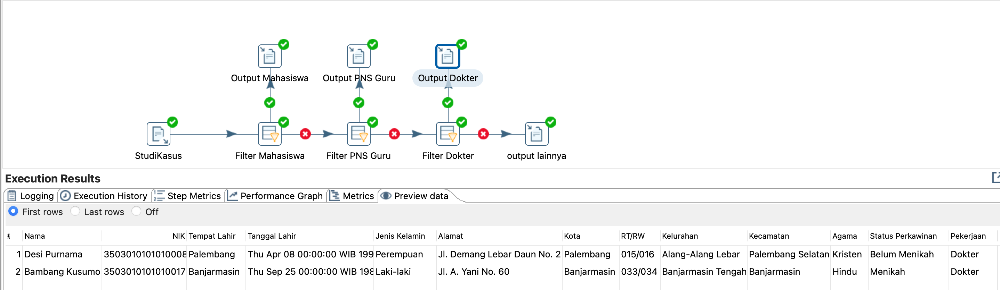 Output Mahasiswa Output PNS Guru Output Dokter
StudiKasus Filter Mahasiswa Filter PNS Guru Filter Dokter output lainnya
Execution Results
Logging Execution History Step Metrics Performance Graph Metrics Preview data
First rows Last rows Off
# Nama NIK Tempat Lahir Tanggal Lahir Jenis Kelamin Alamat Kota RT/RW Kelurahan Kecamatan Agama Status Perkawinan Pekerjaan
1 Desi Purnama 3503010101010008 Palembang Thu Apr 08 00:00:00 WIB 199 Perempuan Jl. Demang Lebar Daun No. 2 Palembang 015/016 Alang-Alang Lebar Palembang Selatan Kristen Belum Menikah Dokter
2 Bambang Kusumo 3503010101010017 Banjarmasin Thu Sep 25 00:00:00 WIB 198 Laki-laki Jl. A. Yani No. 60 Banjarmasin 033/034 Banjarmasin Tengah Banjarmasin Hindu Menikah Dokter